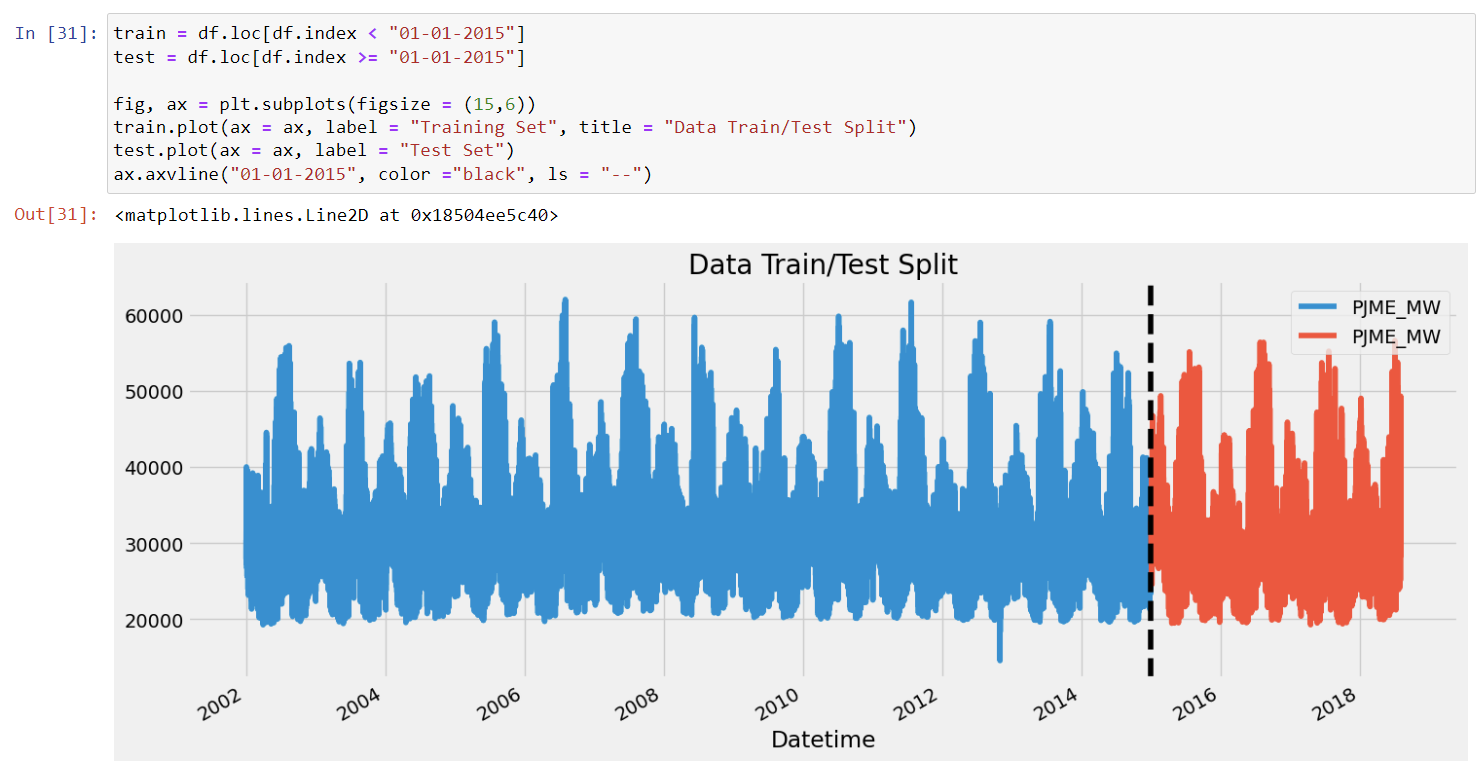 In [31]: train = df.loc[df.index < "01-01-2015"]
test = df.loc[df.index >= "01-01-2015"]
fig, ax = plt.subplots(figsize = (15,6))
train.plot(ax = ax, label = "Training Set", title = "Data Train/Test Split")
test.plot(ax = ax, label = "Test Set")
ax.axvline("01-01-2015", color ="black", ls = "--")
Out[31]: <matplotlib.lines.Line2D at 0x18504ee5c40>
Data Train/Test Split
PJME_MW
PJME_MW
60000
50000
40000
30000
20000
2002 2004 2006 2008 2010 2012 2014 2016 2018
Datetime